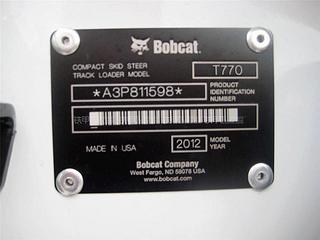 Bobcat.
COMPACT SKID STEER
TRACK LOADER MODEL
T770
*A3P811598*
PRODUCT
IDENTIFICATION
NUMBER
MADE IN USA
2012
MODEL
YEAR
Bobcat Company
West Fargo, ND 58078 USA
www.bobcat.com